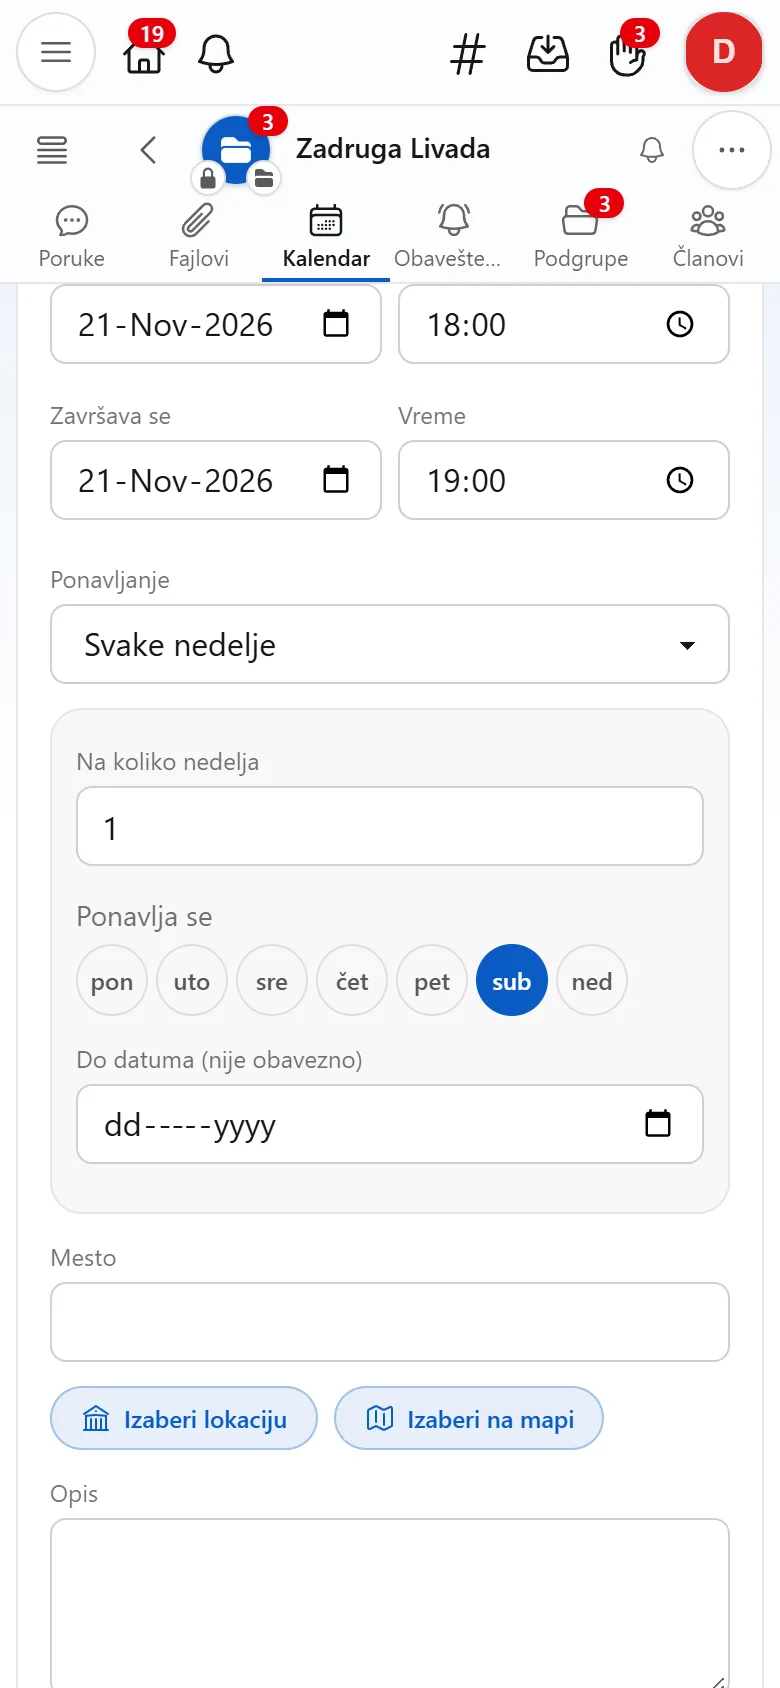 19
3
D
3
Zadruga Livada
3
Poruke
Fajlovi
Kalendar
Obavešte...
Podgrupe
Članovi
21-Nov-2026
18:00
Završava se
Vreme
21-Nov-2026
19:00
Ponavljanje
Svake nedelje
Na koliko nedelja
1
Ponavlja se
pon
uto
sre
čet
pet
sub
ned
Do datuma (nije obavezno)
dd-----yyyy
Mesto
Izaberi lokaciju
Izaberi na mapi
Opis